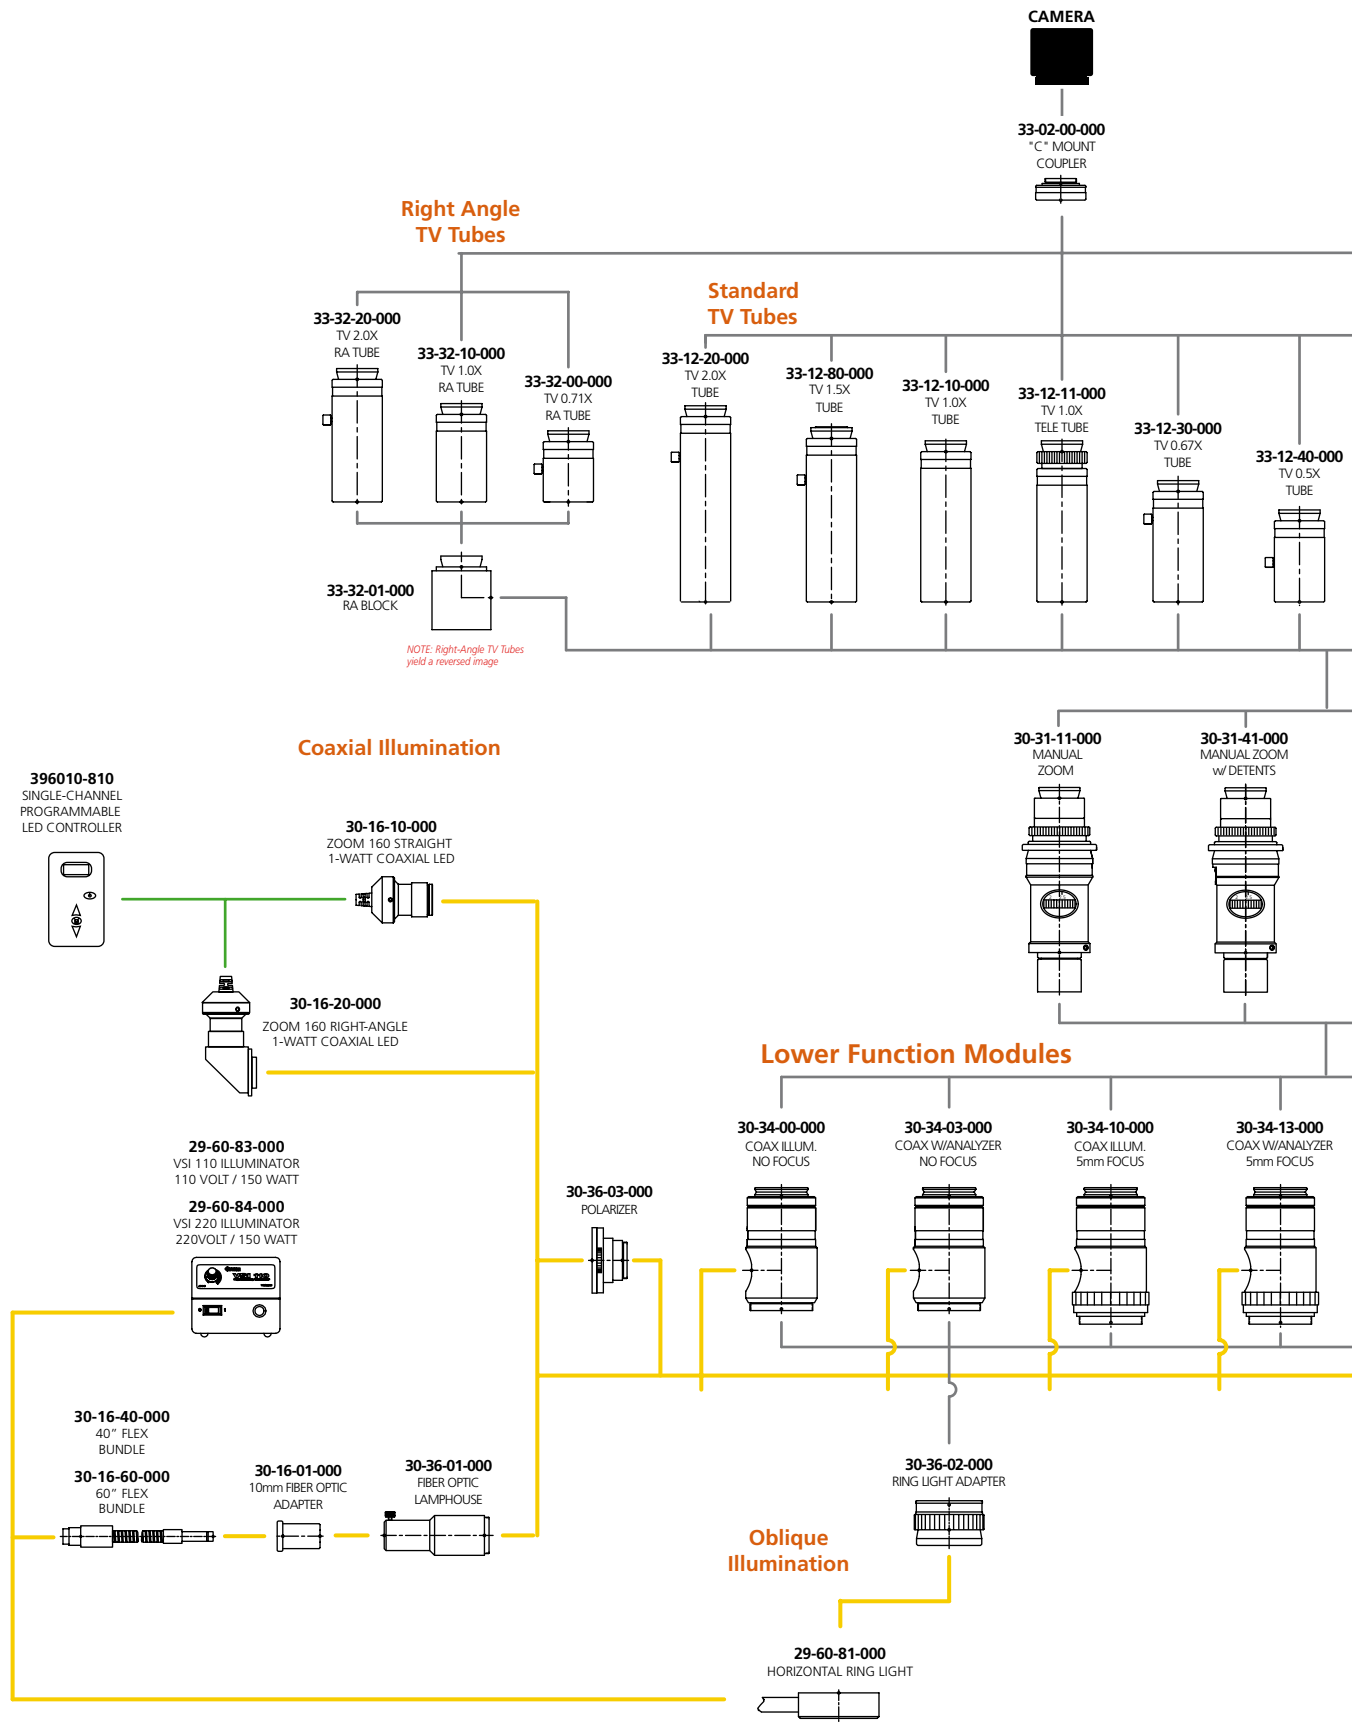 CAMERA
33-02-00-000
"C" MOUNT
COUPLER
Right Angle
TV Tubes
Standard
TV Tubes
33-32-20-000
TV 2.0X
RA TUBE
33-32-10-000
TV 1.0X
RA TUBE
33-32-00-000
TV 0.71X
RA TUBE
33-12-20-000
TV 2.0X
TUBE
33-12-80-000
TV 1.5X
TUBE
33-12-10-000
TV 1.0X
TUBE
33-12-11-000
TV 1.0X
TELE TUBE
33-12-30-000
TV 0.67X
TUBE
33-12-40-000
TV 0.5X
TUBE
33-32-01-000
RA BLOCK
NOTE: Right-Angle TV Tubes
yield a reversed image
30-31-11-000
MANUAL
ZOOM
30-31-41-000
MANUAL ZOOM
w/ DETENTS
Coaxial Illumination
396010-810
SINGLE-CHANNEL
PROGRAMMABLE
LED CONTROLLER
30-16-10-000
ZOOM 160 STRAIGHT
1-WATT COAXIAL LED
30-16-20-000
ZOOM 160 RIGHT-ANGLE
1-WATT COAXIAL LED
Lower Function Modules
30-34-00-000
COAX ILLUM.
NO FOCUS
30-34-03-000
COAX W/ANALYZER
NO FOCUS
30-34-10-000
COAX ILLUM.
5mm FOCUS
30-34-13-000
COAX W/ANALYZER
5mm FOCUS
29-60-83-000
VSI 110 ILLUMINATOR
110 VOLT / 150 WATT
29-60-84-000
VSI 220 ILLUMINATOR
220VOLT / 150 WATT
30-36-03-000
POLARIZER
30-16-40-000
40” FLEX
BUNDLE
30-16-60-000
60” FLEX
BUNDLE
30-16-01-000
10mm FIBER OPTIC
ADAPTER
30-36-01-000
FIBER OPTIC
LAMPHOUSE
30-36-02-000
RING LIGHT ADAPTER
Oblique
Illumination
29-60-81-000
HORIZONTAL RING LIGHT